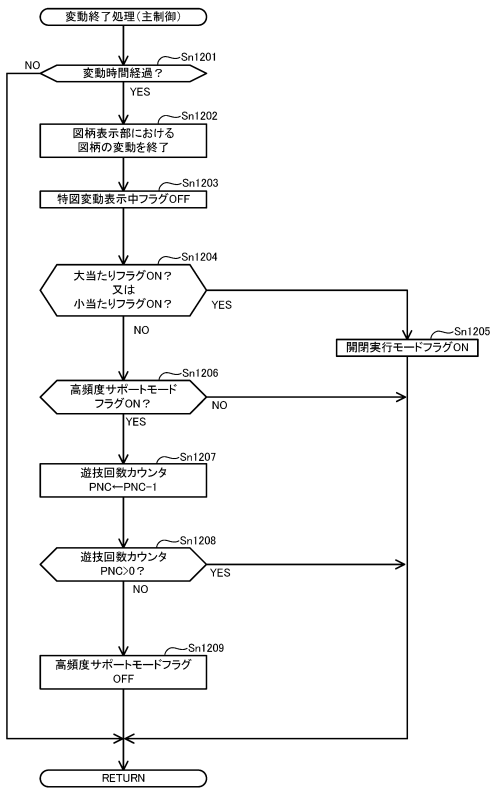 変動終了処理（主制御）
Sn1201
NO
変動時間経過？
YES
Sn1202
図柄表示部における
図柄の変動を終了
Sn1203
特図変動表示中フラグOFF
Sn1204
大当たりフラグON？
又は
小当たりフラグON？
YES
NO
Sn1205
開閉実行モードフラグON
Sn1206
高頻度サポートモード
フラグON？
NO
YES
Sn1207
遊技回数カウンタ
PNC←PNC-1
Sn1208
遊技回数カウンタ
PNC>0？
YES
NO
Sn1209
高頻度サポートモードフラグ
OFF
RETURN